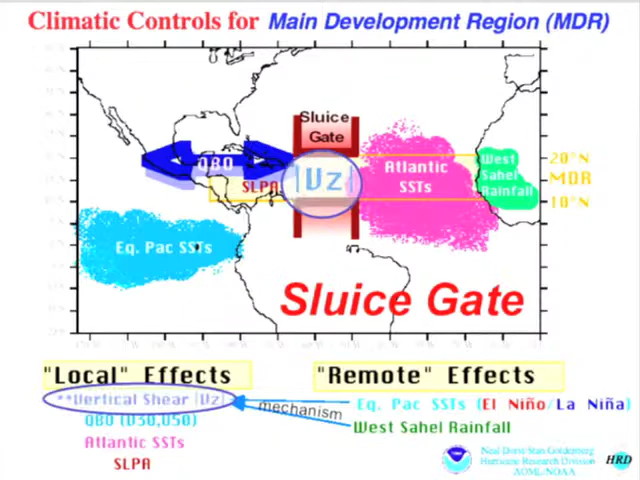 Climatic Controls for Main Development Region (MDR)
Sluice
Gate
QBO
Atlantic
SSTs
West
Sahel
Rainfall
20°N
MDR
10°N
SLPA
|Vz|
Eq. Pac SSTs
Sluice Gate
"Local" Effects
"Remote" Effects
**Vertical Shear |Vz|
mechanism
Eq. Pac SSTs (El Niño/La Niña)
QBO (U30,U50)
West Sahel Rainfall
Atlantic SSTs
SLPA
Neal Dorst/Stan Goldenberg
Hurricane Research Division
AOML/NOAA
HRD